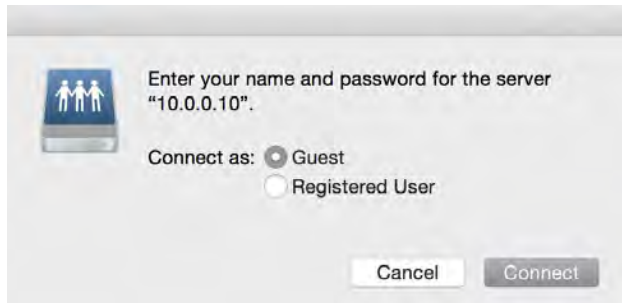 Enter your name and password for the server
“10.0.0.10”.
Connect as: Guest
Registered User
Cancel Connect